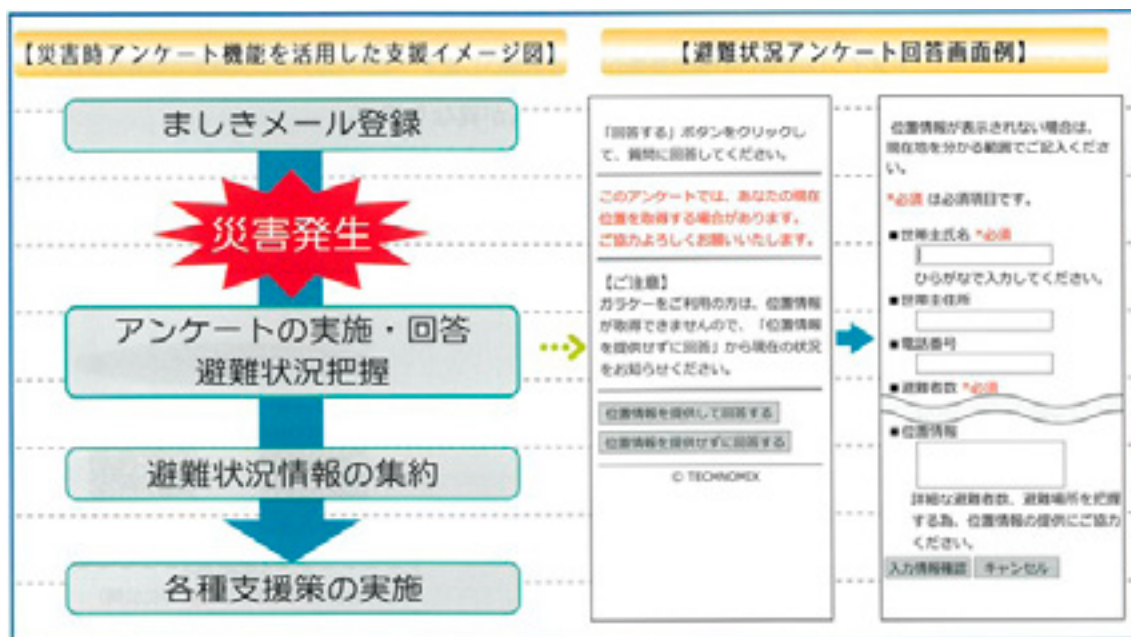 【災害時アンケート機能を活用した支援イメージ図】
ましきメール登録
災害発生
アンケートの実施・回答
避難状況把握
避難状況情報の集約
各種支援策の実施
【避難状況アンケート回答画面例】
「回答する」ボタンをクリックし
て、質問に回答してください。
このアンケートでは、あなたの現在
位置を取得する場合があります。
ご協力よろしくお願いいたします。
【ご注意】
ガラケーをご利用の方は、位置情報
が取得できませんので、「位置情報
を提供せずに回答」から現在の状況
をお知らせください。
位置情報を提供して回答する
位置情報を提供せずに回答する
© TECHNOMIX
位置情報が表示されない場合は、
現在地を分かる範囲でご記入くださ
い。
*必須 は必須項目です。
■世帯主氏名 *必須
ひらがなで入力してください。
■世帯主住所
■電話番号
■避難者数 *必須
■位置情報
詳細な避難者数、避難場所を把握
する為、位置情報の提供にご協力
ください。
入力情報確認 キャンセル